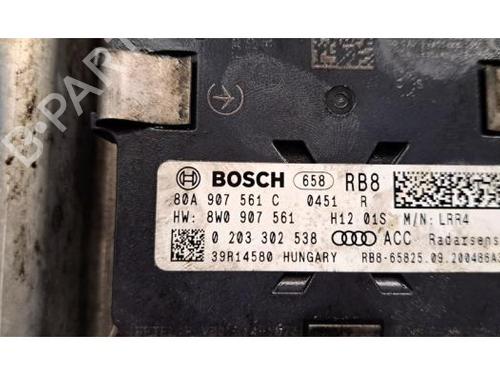 BOSCH 658 RB8
80A 907 561 C 0451 R
HW: 8W0 907 561 H12 01S M/N: LRR4
0 203 302 538 ACC Radarsens
39R14580 HUNGARY RB8-65825.09.200486A3
B-PARTS